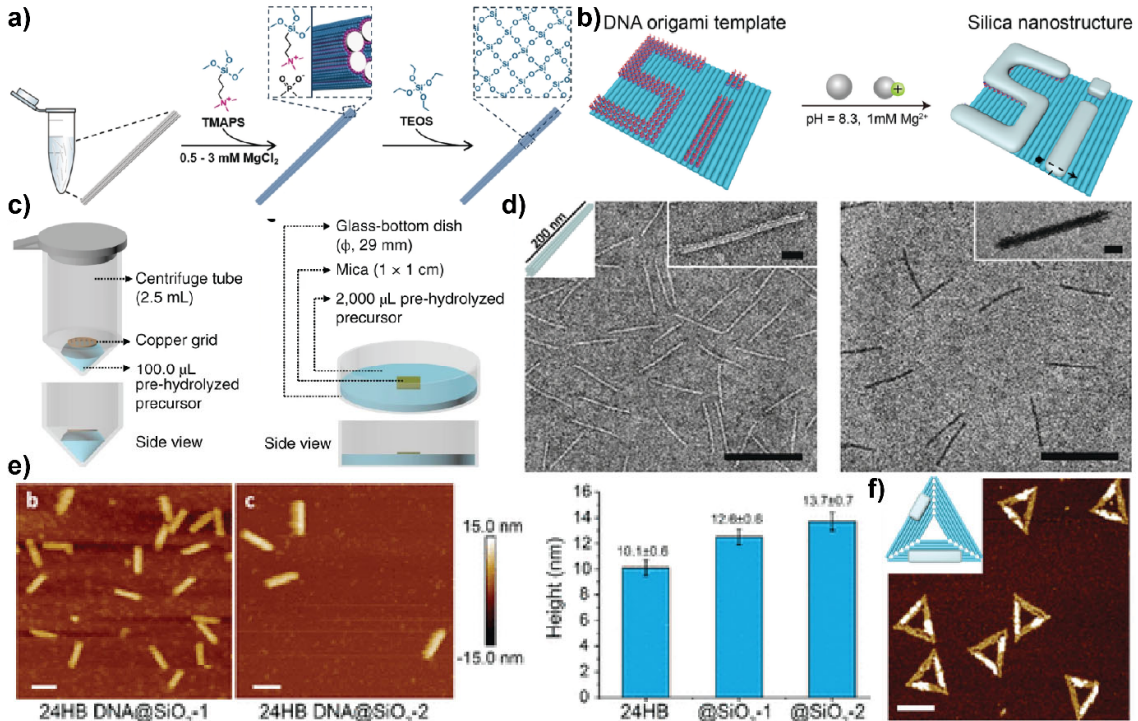 a)
TMAPS
0.5 - 3 mM MgCl₂
TEOS
b)
DNA origami template
Silica nanostructure
pH = 8.3, 1mM Mg²⁺
c)
Centrifuge tube
(2.5 mL)
Copper grid
100.0 μL
pre-hydrolyzed
precursor
Side view
Glass-bottom dish
(ϕ, 29 mm)
Mica (1 × 1 cm)
2,000 μL pre-hydrolyzed
precursor
Side view
d)
200 nm
e)
b
c
15.0 nm
-15.0 nm
24HB DNA@SiO₂-1
24HB DNA@SiO₂-2
Height (nm)
16
14
12
10
8
6
4
2
0
10.1±0.6
12.6±0.6
13.7±0.7
24HB
@SiO₂-1
@SiO₂-2
f)